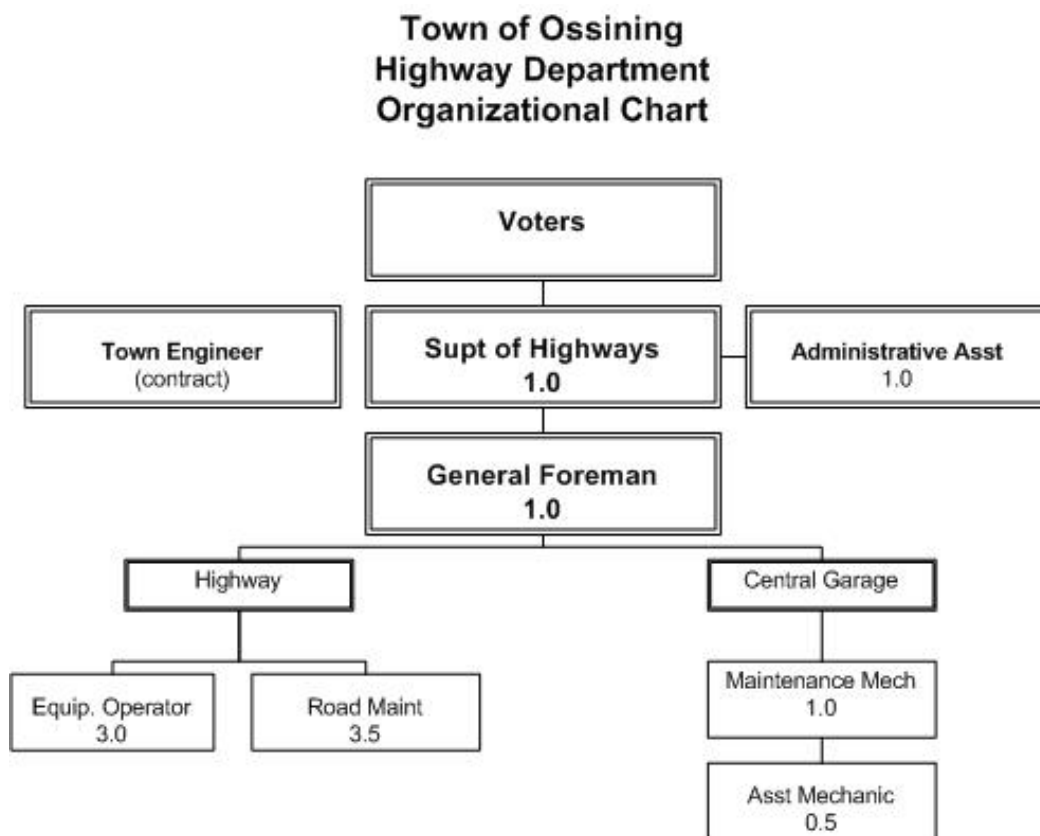 Town of Ossining
Highway Department
Organizational Chart
Voters
Town Engineer
(contract)
Supt of Highways
1.0
Administrative Asst
1.0
General Foreman
1.0
Highway
Central Garage
Equip. Operator
3.0
Road Maint
3.5
Maintenance Mech
1.0
Asst Mechanic
0.5